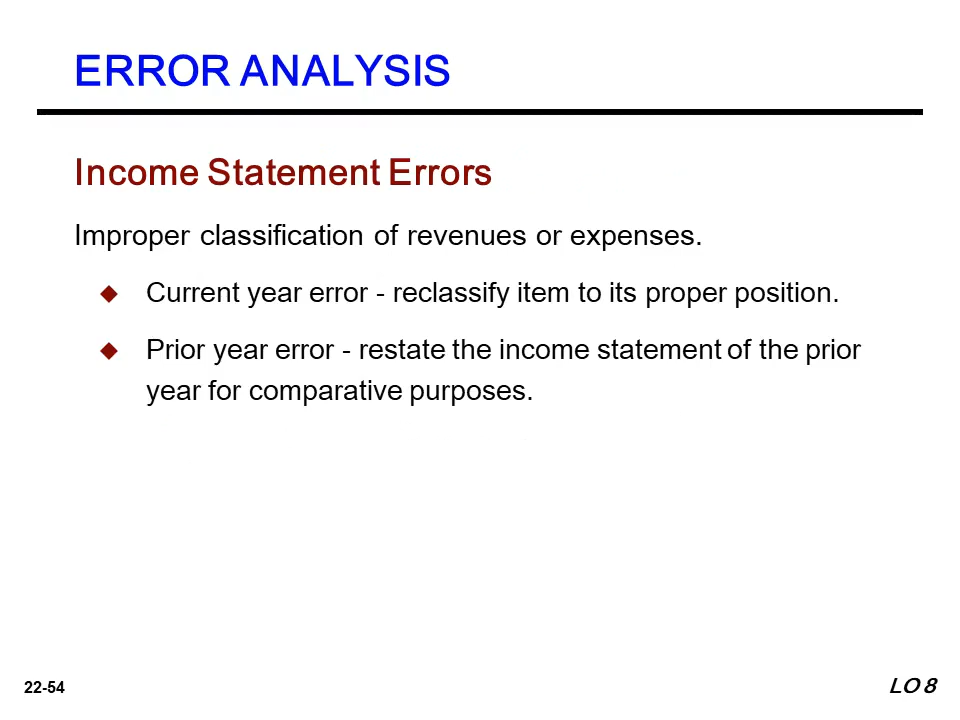 ERROR ANALYSIS
Income Statement Errors
Improper classification of revenues or expenses.
Current year error - reclassify item to its proper position.
Prior year error - restate the income statement of the prior
year for comparative purposes.
22-54
LO 8